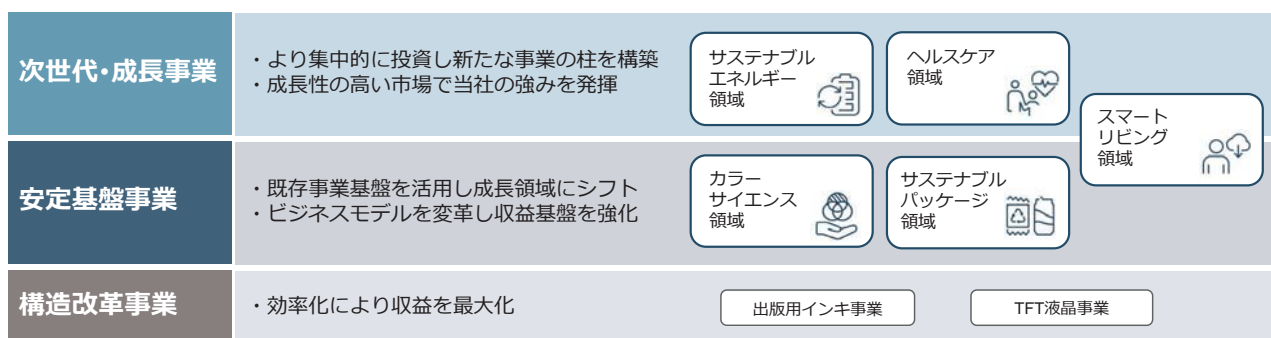 次世代・成長事業
・より集中的に投資し新たな事業の柱を構築
・成長性の高い市場で当社の強みを発揮
サステナブル
エネルギー
領域
ヘルスケア
領域
スマート
リビング
領域
安定基盤事業
・既存事業基盤を活用し成長領域にシフト
・ビジネスモデルを変革し収益基盤を強化
カラー
サイエンス
領域
サステナブル
パッケージ
領域
構造改革事業
・効率化により収益を最大化
出版用インキ事業
TFT液晶事業